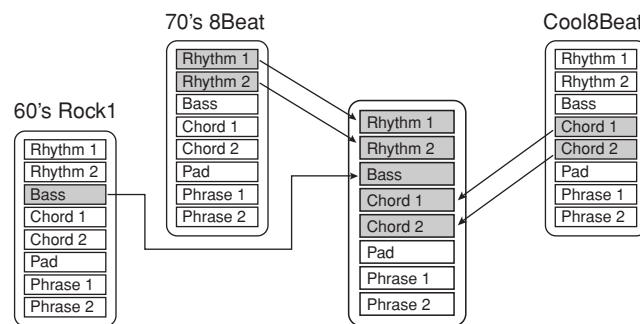 70's 8Beat
Rhythm 1
Rhythm 2
Bass
Chord 1
Chord 2
Pad
Phrase 1
Phrase 2
Cool8Beat
Rhythm 1
Rhythm 2
Bass
Chord 1
Chord 2
Pad
Phrase 1
Phrase 2
60's Rock1
Rhythm 1
Rhythm 2
Bass
Chord 1
Chord 2
Pad
Phrase 1
Phrase 2
Rhythm 1
Rhythm 2
Bass
Chord 1
Chord 2
Pad
Phrase 1
Phrase 2